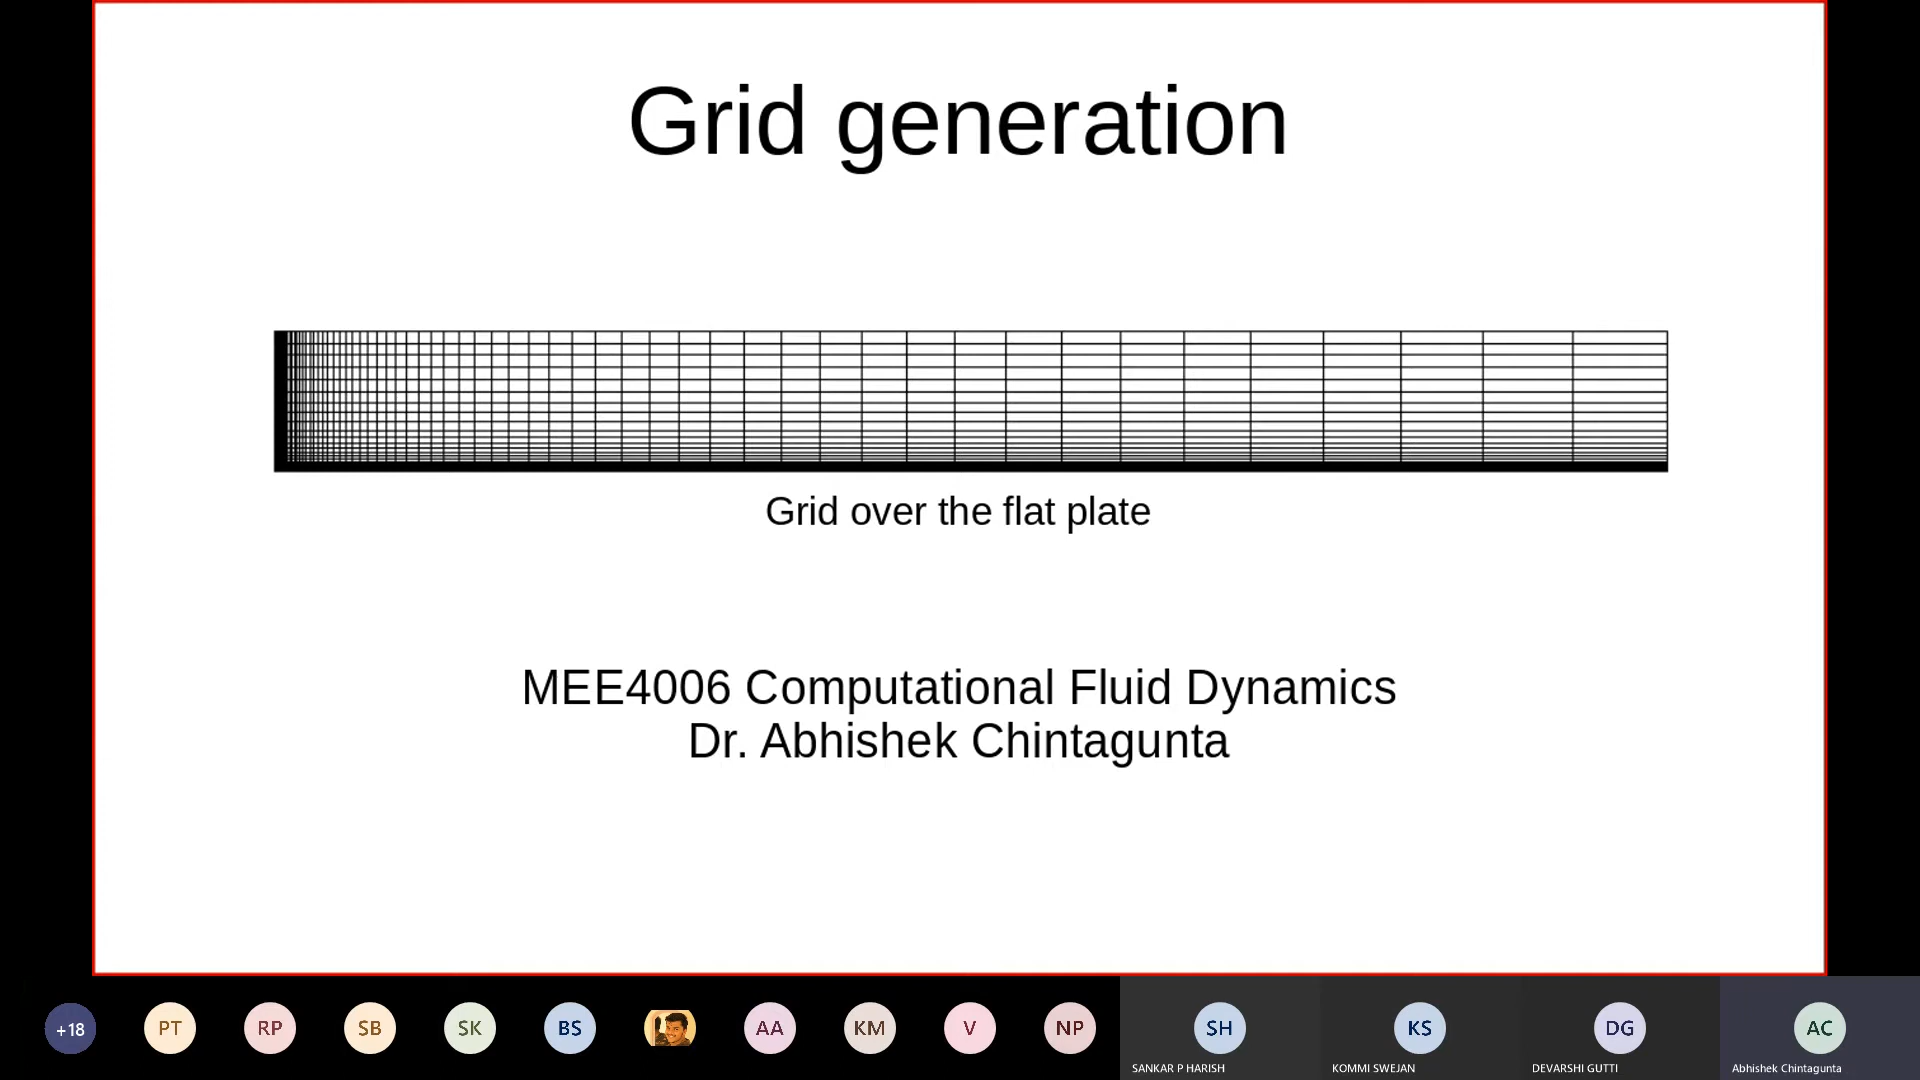 Grid generation
Grid over the flat plate
MEE4006 Computational Fluid Dynamics
Dr. Abhishek Chintagunta
+18
PT
RP
SB
SK
BS
AA
KM
V
NP
SH
KS
DG
AC
SANKAR P HARISH
KOMMI SWEJAN
DEVARSHI GUTTI
Abhishek Chintagunta